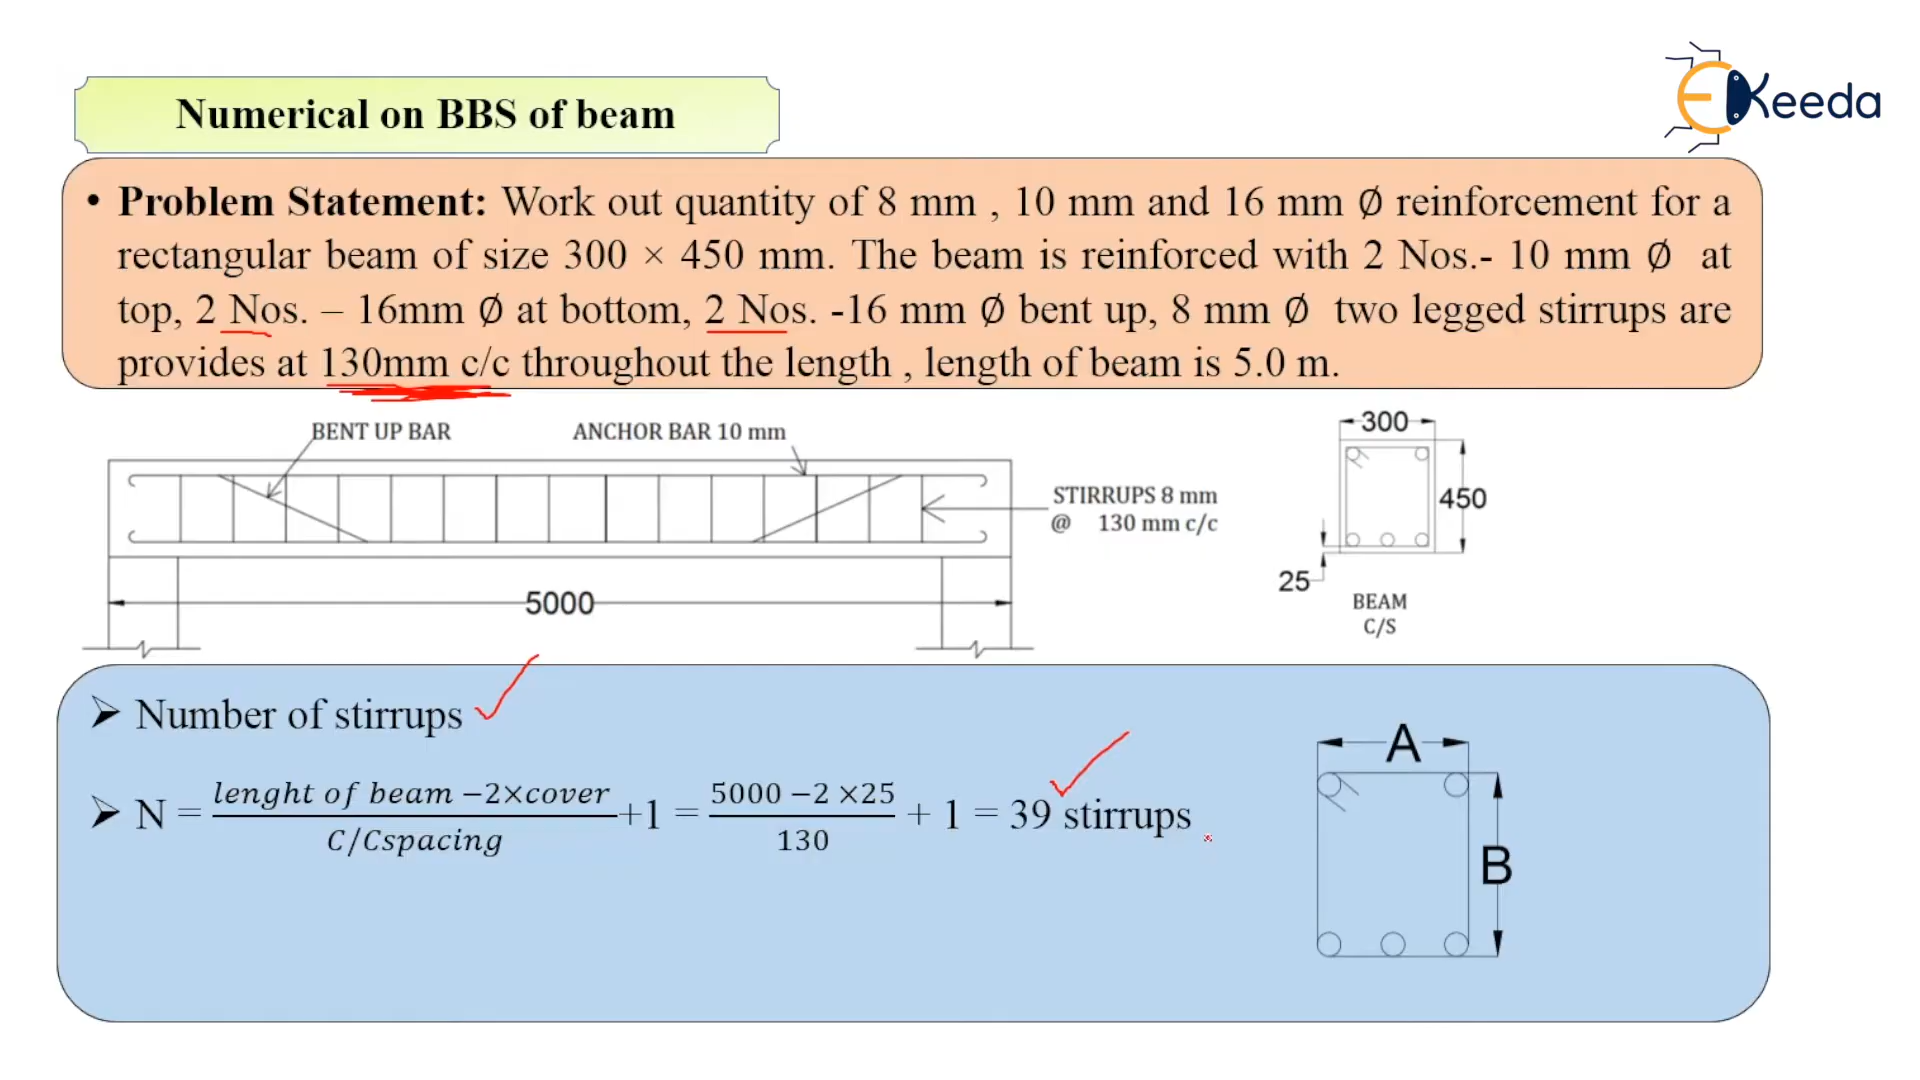 Numerical on BBS of beam
EKeeda
• Problem Statement: Work out quantity of 8 mm , 10 mm and 16 mm Ø reinforcement for a
rectangular beam of size 300 × 450 mm. The beam is reinforced with 2 Nos.- 10 mm Ø at
top, 2 Nos. – 16mm Ø at bottom, 2 Nos. -16 mm Ø bent up, 8 mm Ø two legged stirrups are
provides at 130mm c/c throughout the length , length of beam is 5.0 m.
BENT UP BAR
ANCHOR BAR 10 mm
STIRRUPS 8 mm
@ 130 mm c/c
5000
300
450
25
BEAM
C/S
➢ Number of stirrups
➢ N = (lenght of beam −2×cover)/(C/Cspacing) +1 = (5000 −2 ×25)/130 + 1 = 39 stirrups
A
B